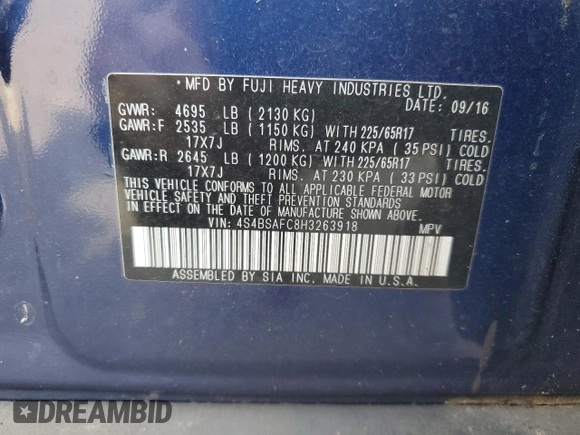 MFD BY FUJI HEAVY INDUSTRIES LTD.
DATE: 09/16
GVWR: 4695 LB (2130 KG)
GAWR:F 2535 LB (1150 KG) WITH 225/65R17 TIRES.
17X7J RIMS. AT 240 KPA (35 PSI) COLD
GAWR:R 2645 LB (1200 KG) WITH 225/65R17 TIRES.
17X7J RIMS. AT 230 KPA (33 PSI) COLD
THIS VEHICLE CONFORMS TO ALL APPLICABLE FEDERAL MOTOR
VEHICLE SAFETY AND THEFT PREVENTION STANDARDS
IN EFFECT ON THE DATE OF MANUFACTURE SHOWN ABOVE.
VIN: 4S4BSAFC8H3263918 MPV
ASSEMBLED BY SIA INC. MADE IN U.S.A.
DREAMBID